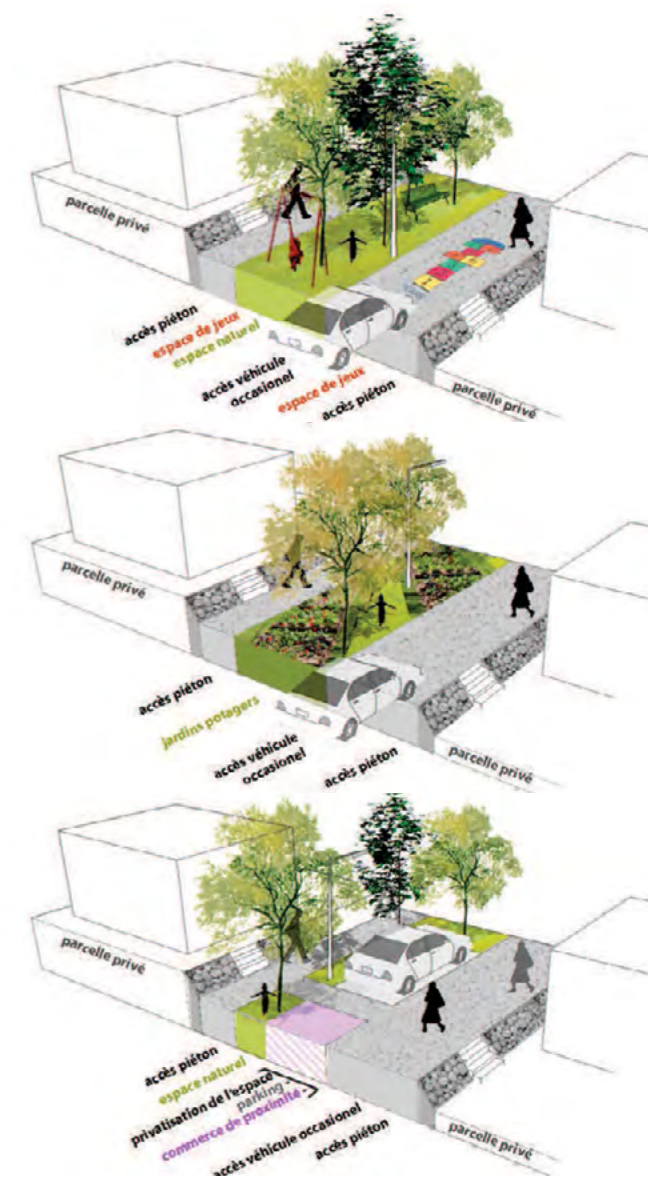 parcelle privé
accès piéton
espace de jeux
espace naturel
accès véhicule
occasionel
espace de jeux
accès piéton
parcelle privé
parcelle privé
accès piéton
jardins potagers
accès véhicule
occasionel
accès piéton
parcelle privé
parcelle privé
accès piéton
espace naturel
privatisation de l'espace
parking
commerce de proximité
accès véhicule occasionel
accès piéton
parcelle privé